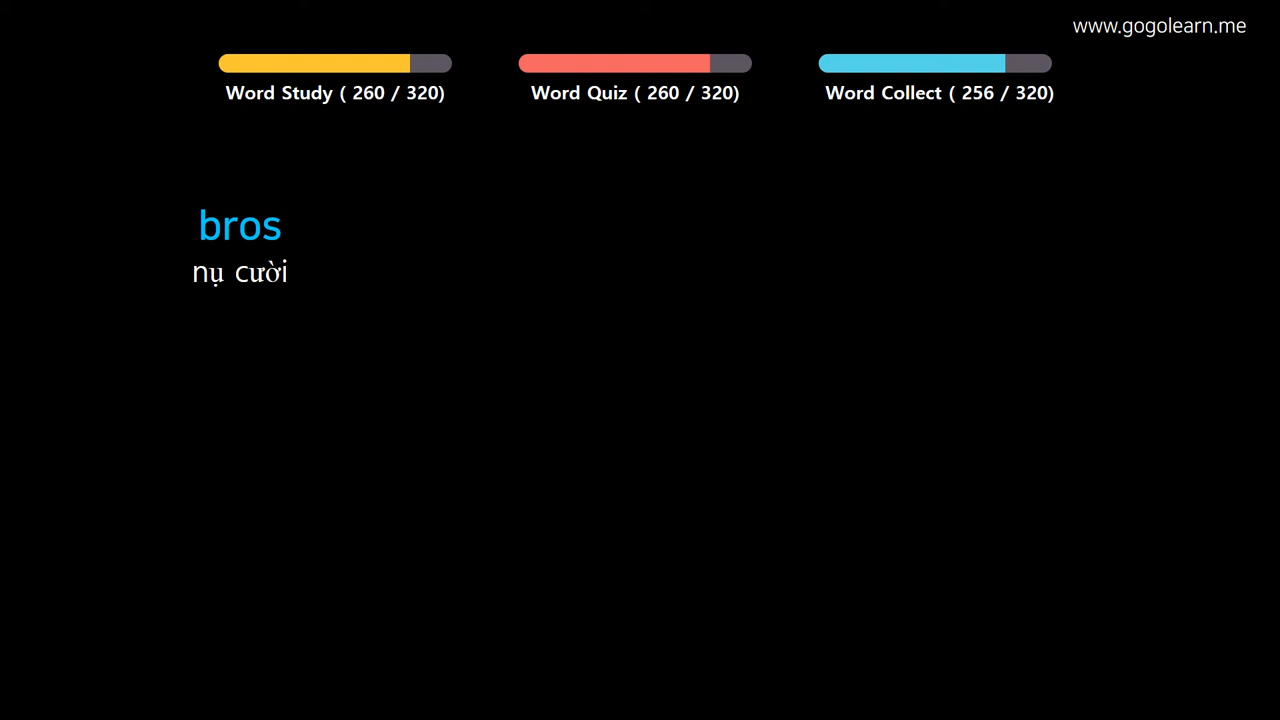 www.gogolearn.me
Word Study ( 260 / 320)
Word Quiz ( 260 / 320)
Word Collect ( 256 / 320)
bros
nụ cười